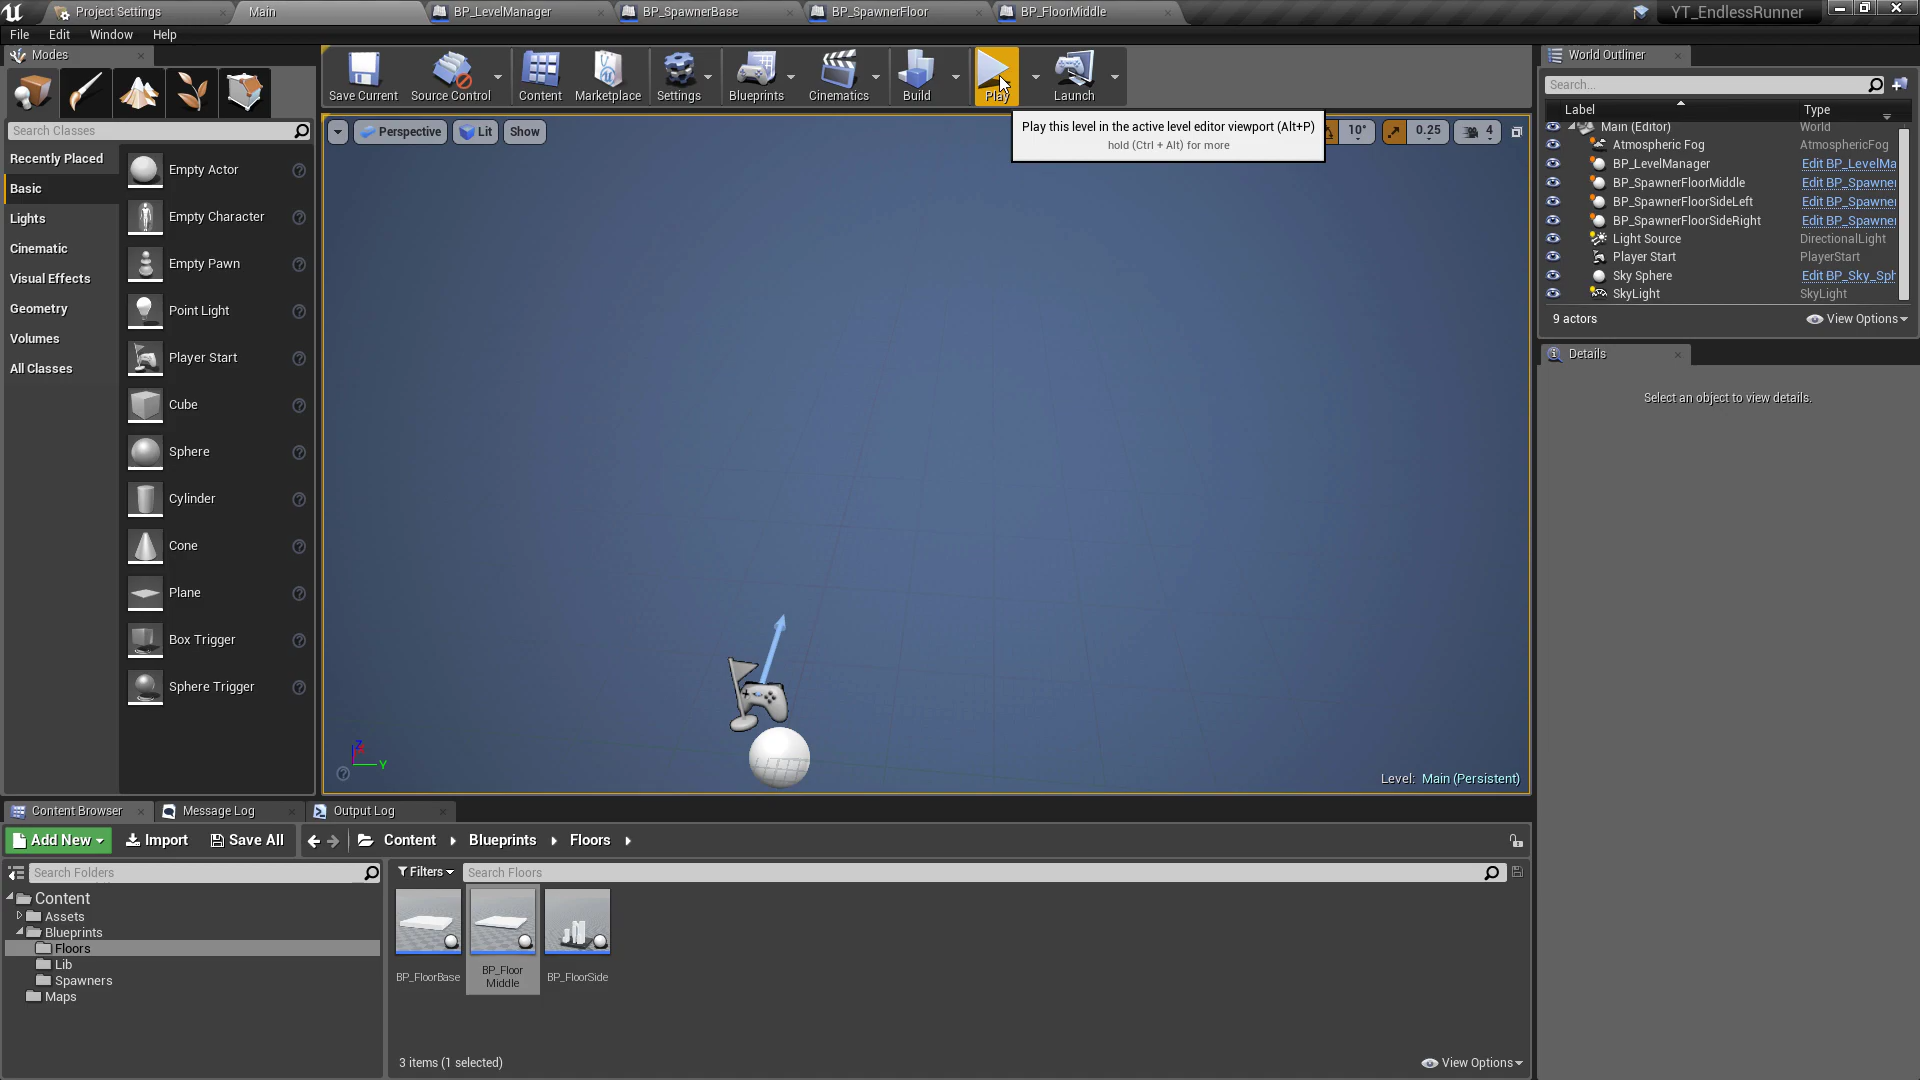 Project Settings
Main
BP_LevelManager
BP_SpawnerBase
BP_SpawnerFloor
BP_FloorMiddle
YT_EndlessRunner
File
Edit
Window
Help
Modes
Save Current
Source Control
Content
Marketplace
Settings
Blueprints
Cinematics
Build
Play
Launch
Search Classes
Recently Placed
Basic
Lights
Cinematic
Visual Effects
Geometry
Volumes
All Classes
Empty Actor
Empty Character
Empty Pawn
Point Light
Player Start
Cube
Sphere
Cylinder
Cone
Plane
Box Trigger
Sphere Trigger
Perspective
Lit
Show
10°
0.25
4
Play this level in the active level editor viewport (Alt+P)
hold (Ctrl + Alt) for more
Z
Y
Level: Main (Persistent)
World Outliner
Search...
Label
Type
Main (Editor)
World
Atmospheric Fog
AtmosphericFog
BP_LevelManager
Edit BP_LevelMa
BP_SpawnerFloorMiddle
Edit BP_Spawner
BP_SpawnerFloorSideLeft
Edit BP_Spawner
BP_SpawnerFloorSideRight
Edit BP_Spawner
Light Source
DirectionalLight
Player Start
PlayerStart
Sky Sphere
Edit BP_Sky_Sph
SkyLight
SkyLight
9 actors
View Options
Details
Select an object to view details.
Content Browser
Message Log
Output Log
Add New
Import
Save All
Content
Blueprints
Floors
Search Folders
Filters
Search Floors
Content
Assets
Blueprints
Floors
Lib
Spawners
Maps
BP_FloorBase
BP_Floor
Middle
BP_FloorSide
3 items (1 selected)
View Options